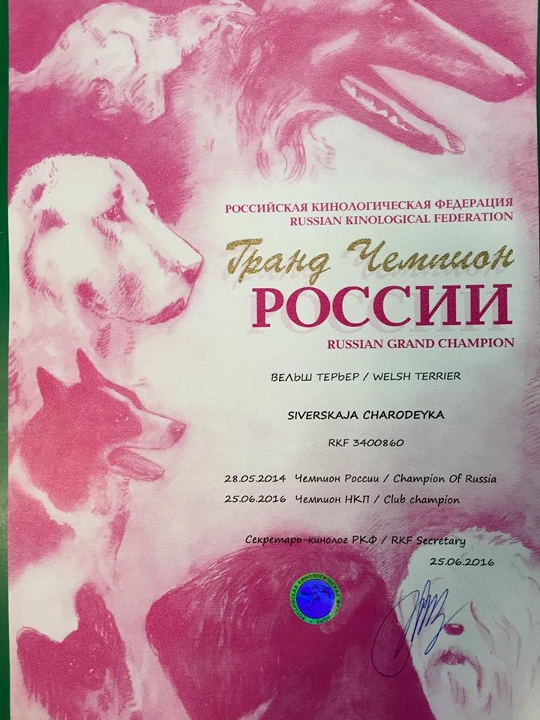 РОССИЙСКАЯ КИНОЛОГИЧЕСКАЯ ФЕДЕРАЦИЯ
RUSSIAN KINOLOGICAL FEDERATION
Гранд Чемпион
РОССИИ
RUSSIAN GRAND CHAMPION
ВЕЛЬШ ТЕРЬЕР / WELSH TERRIER
SIVERSKAJA CHARODEYKA
RKF 3400860
28.05.2014 Чемпион России / Champion Of Russia
25.06.2016 Чемпион НКП / Club champion
Секретарь-кинолог РКФ / RKF Secretary
25.06.2016